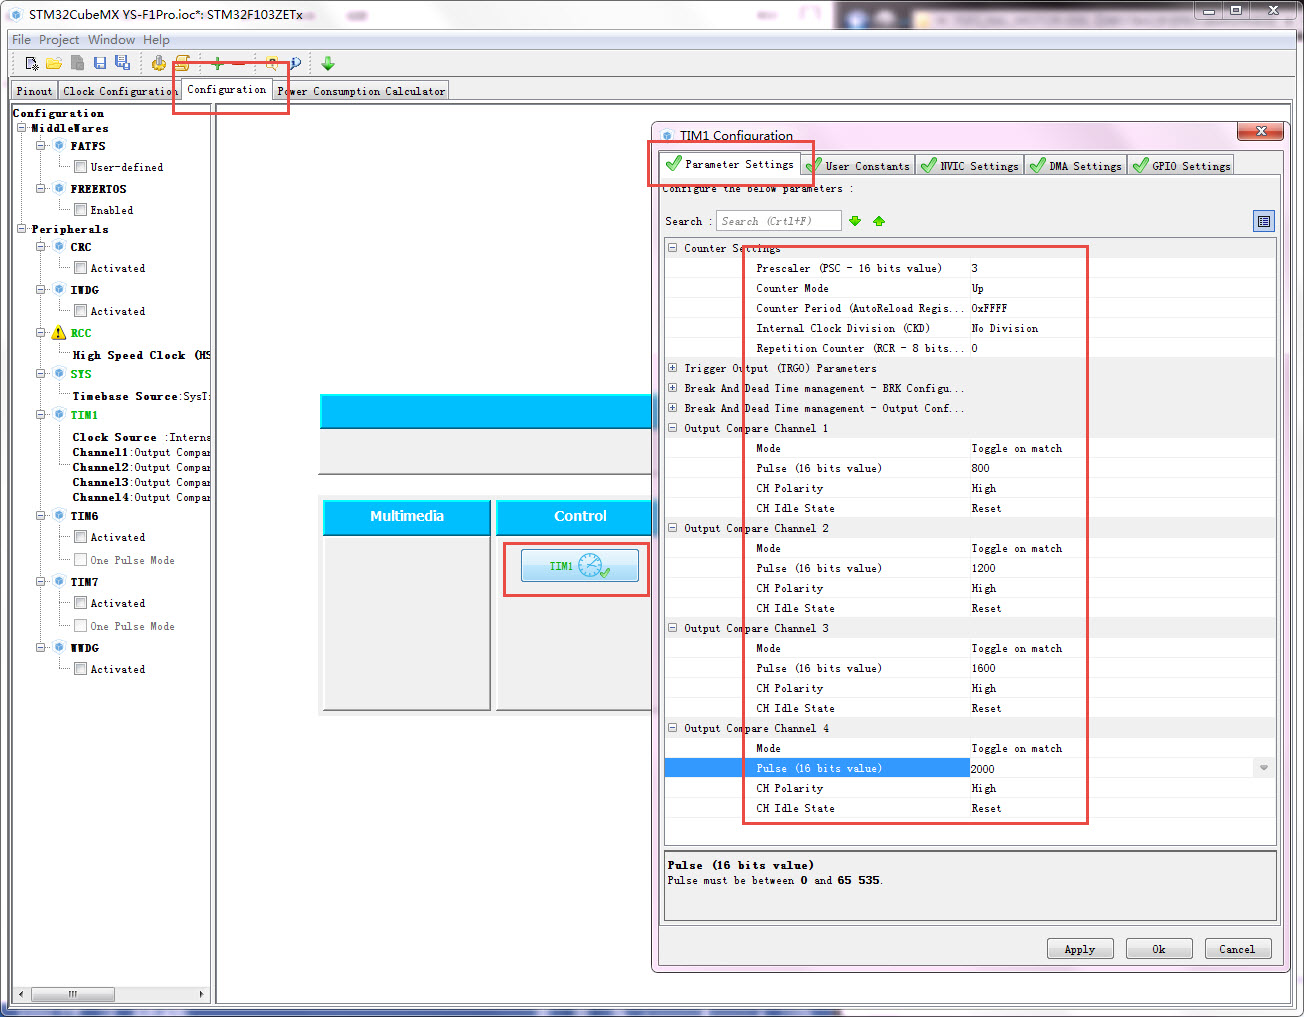 STM32CubeMX YS-F1Pro.ioc*: STM32F103ZETx
File Project Window Help
Pinout Clock Configuration Configuration Power Consumption Calculator
Configuration
MiddleWares
FATFS
User-defined
FREERTOS
Enabled
Peripherals
CRC
Activated
IWDG
Activated
RCC
High Speed Clock (HS
SYS
Timebase Source:SysI:
TIM1
Clock Source :Interna
Channel1:Output Compar
Channel2:Output Compar
Channel3:Output Compar
Channel4:Output Compar
TIM6
Activated
One Pulse Mode
TIM7
Activated
One Pulse Mode
WWDG
Activated
Multimedia Control
TIM1
TIM1 Configuration
Parameter Settings User Constants NVIC Settings DMA Settings GPIO Settings
Configure the below parameters :
Search : Search (Crtl+F)
Counter Settings
Prescaler (PSC - 16 bits value) 3
Counter Mode Up
Counter Period (AutoReload Regis... 0xFFFF
Internal Clock Division (CKD) No Division
Repetition Counter (RCR - 8 bits... 0
Trigger Output (TRGO) Parameters
Break And Dead Time management - BRK Configu...
Break And Dead Time management - Output Conf...
Output Compare Channel 1
Mode Toggle on match
Pulse (16 bits value) 800
CH Polarity High
CH Idle State Reset
Output Compare Channel 2
Mode Toggle on match
Pulse (16 bits value) 1200
CH Polarity High
CH Idle State Reset
Output Compare Channel 3
Mode Toggle on match
Pulse (16 bits value) 1600
CH Polarity High
CH Idle State Reset
Output Compare Channel 4
Mode Toggle on match
Pulse (16 bits value) 2000
CH Polarity High
CH Idle State Reset
Pulse (16 bits value)
Pulse must be between 0 and 65 535.
Apply Ok Cancel